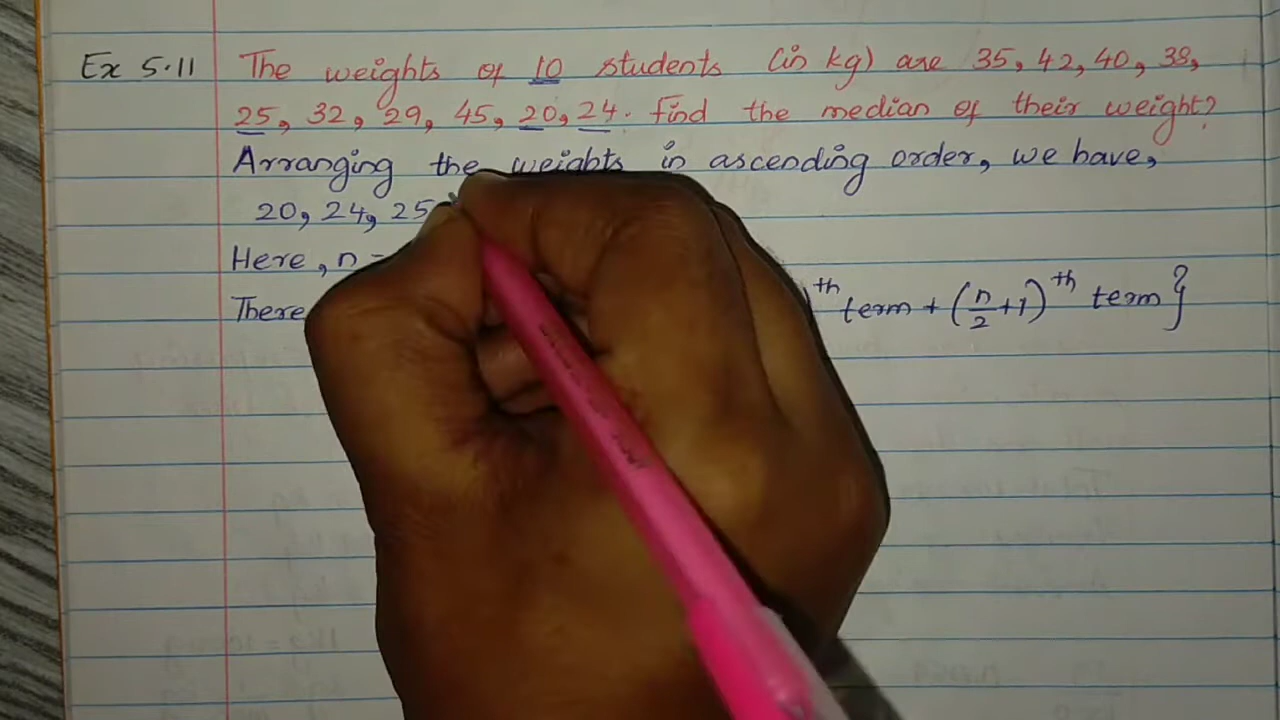 Ex 5.11 The weights of 10 students (in kg) are 35, 42, 40, 38,
25, 32, 29, 45, 20, 24. find the median of their weight?
Arranging the weights in ascending order, we have,
20, 24, 25
Here, n =
th term + (n/2 + 1)th term }